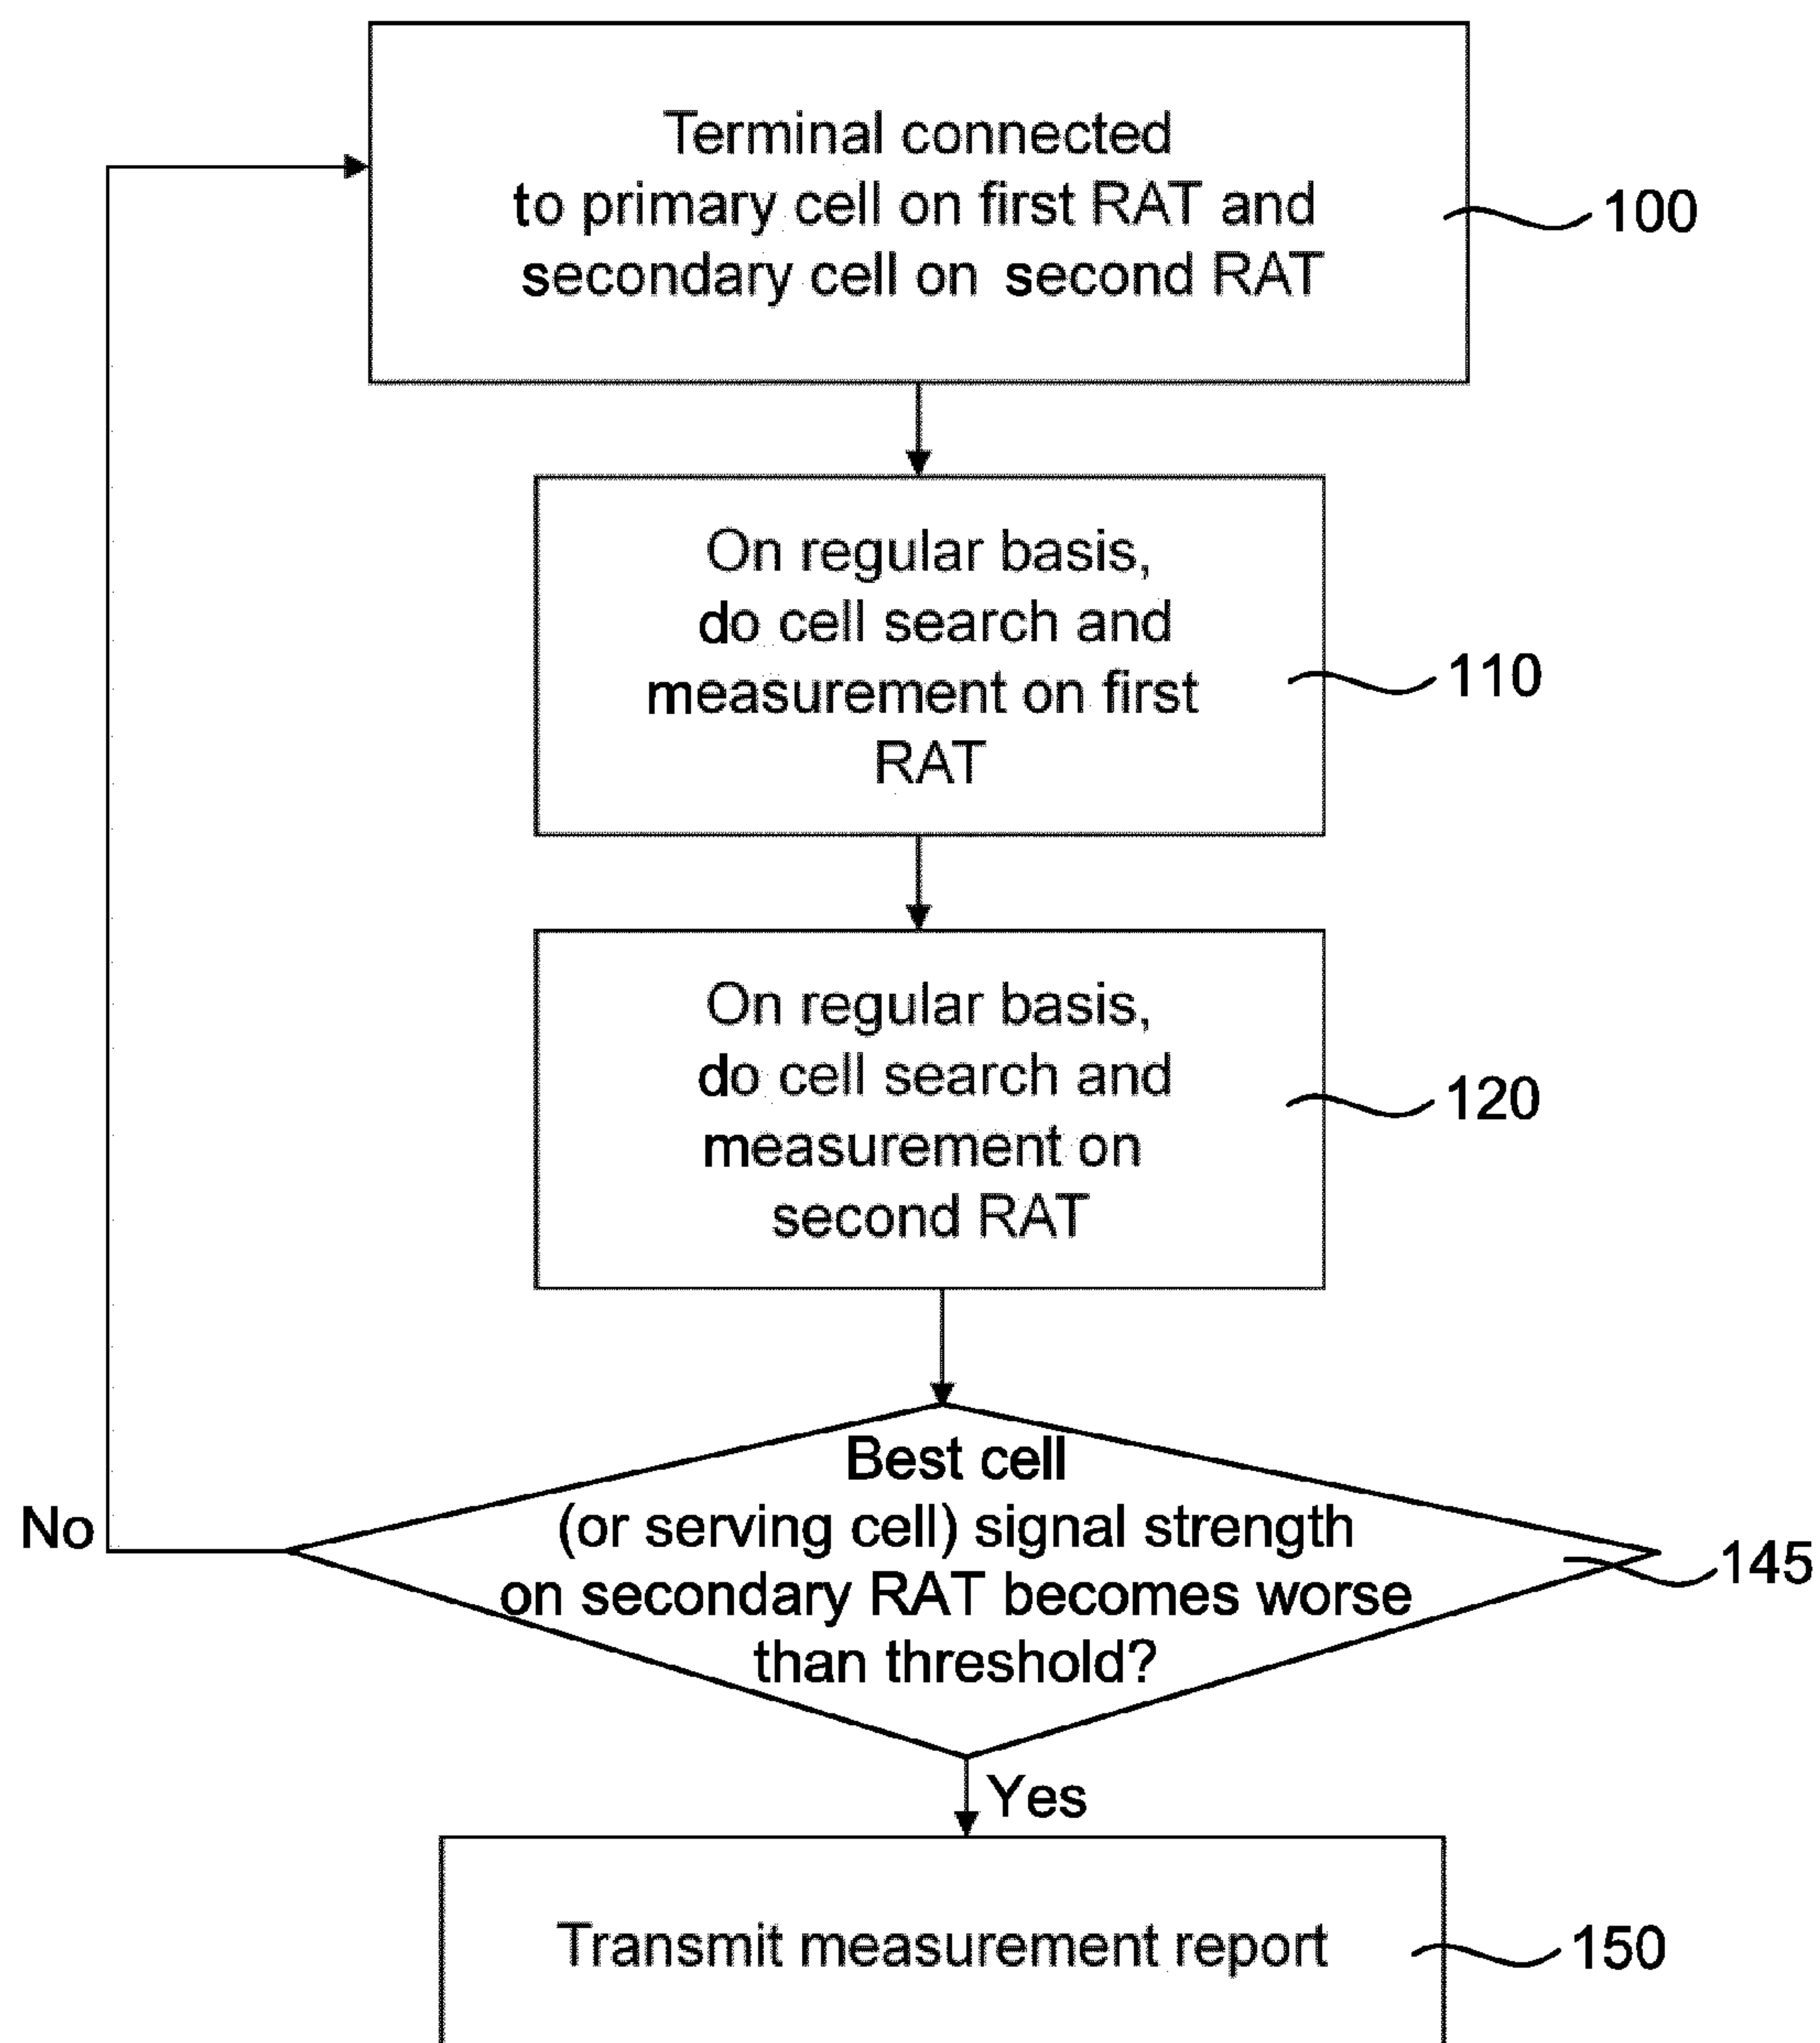 Terminal connected
to primary cell on first RAT and
secondary cell on second RAT
100
On regular basis,
do cell search and
measurement on first
RAT
110
On regular basis,
do cell search and
measurement on
second RAT
120
Best cell
(or serving cell) signal strength
on secondary RAT becomes worse
than threshold?
145
No
Yes
Transmit measurement report
150